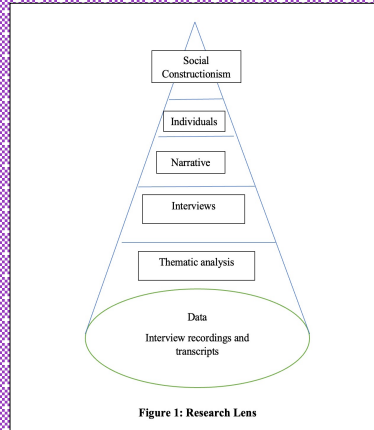 Social
Constructionism
Individuals
Narrative
Interviews
Thematic analysis
Data
Interview recordings and
transcripts
Figure 1: Research Lens